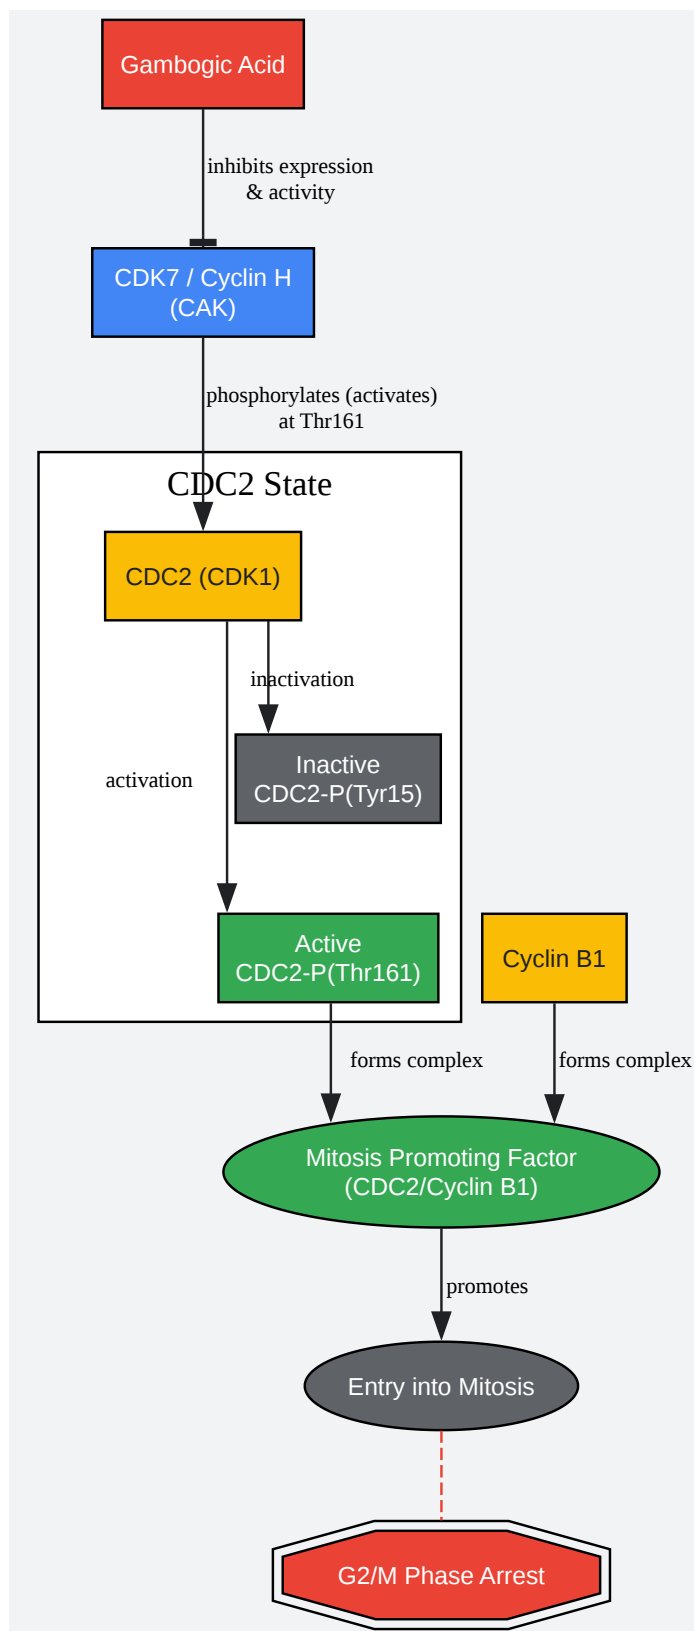 Gambogic Acid
inhibits expression
& activity
CDK7 / Cyclin H
(CAK)
phosphorylates (activates)
at Thr161
CDC2 State
CDC2 (CDK1)
inactivation
Inactive
CDC2-P(Tyr15)
activation
Active
CDC2-P(Thr161)
Cyclin B1
forms complex
forms complex
Mitosis Promoting Factor
(CDC2/Cyclin B1)
promotes
Entry into Mitosis
G2/M Phase Arrest